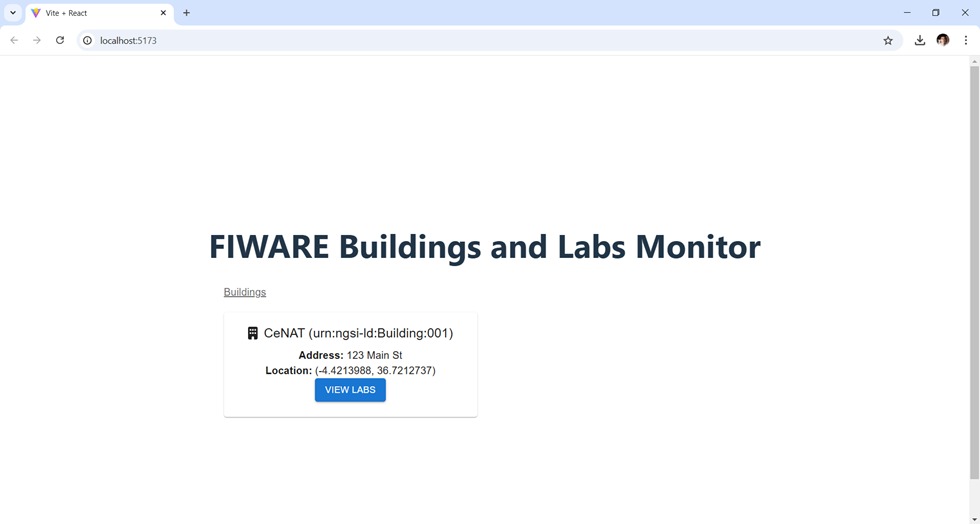 Vite + React
localhost:5173
FIWARE Buildings and Labs Monitor
Buildings
CeNAT (urn:ngsi-ld:Building:001)
Address: 123 Main St
Location: (-4.4213988, 36.7212737)
VIEW LABS